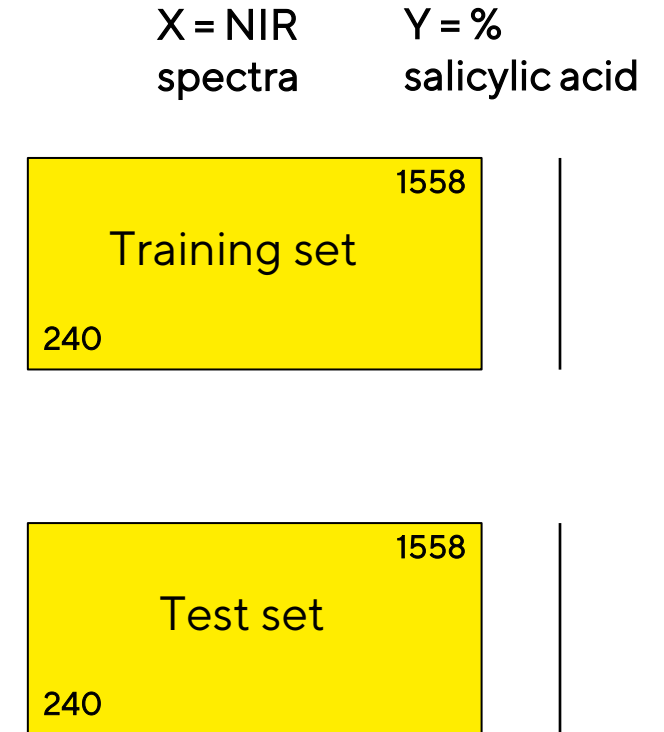 X = NIR
spectra
Y = %
salicylic acid
1558
Training set
240
1558
Test set
240